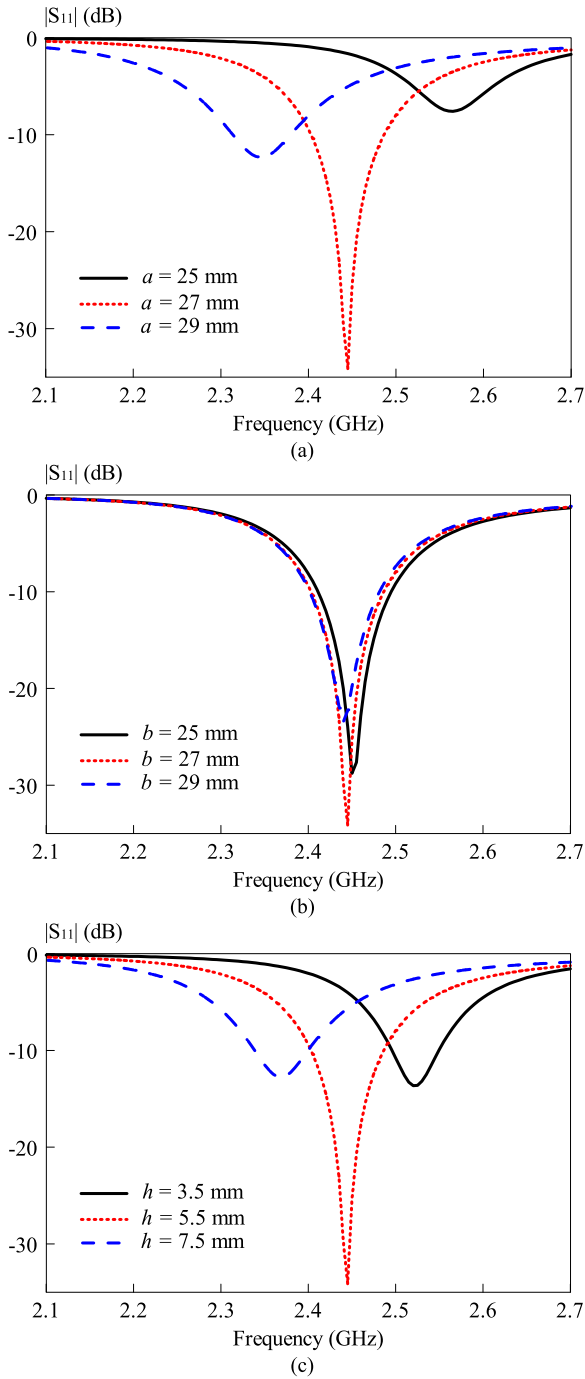 |S₁₁| (dB)
0
-10
-20
-30
a = 25 mm
a = 27 mm
a = 29 mm
2.1 2.2 2.3 2.4 2.5 2.6 2.7
Frequency (GHz)
(a)
|S₁₁| (dB)
0
-10
-20
-30
b = 25 mm
b = 27 mm
b = 29 mm
2.1 2.2 2.3 2.4 2.5 2.6 2.7
Frequency (GHz)
(b)
|S₁₁| (dB)
0
-10
-20
-30
h = 3.5 mm
h = 5.5 mm
h = 7.5 mm
2.1 2.2 2.3 2.4 2.5 2.6 2.7
Frequency (GHz)
(c)